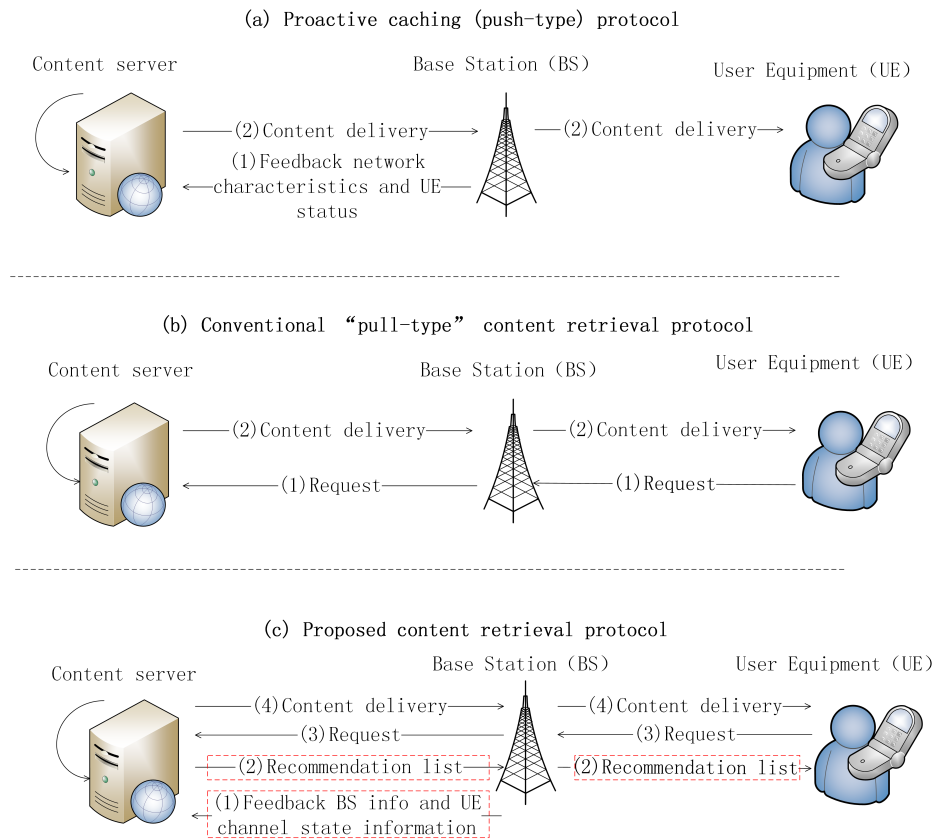 (a) Proactive caching (push-type) protocol
Content server
Base Station（BS）
User Equipment（UE）
(2)Content delivery
(2)Content delivery
(1)Feedback network
characteristics and UE
status
(b) Conventional “pull-type” content retrieval protocol
Content server
Base Station（BS）
User Equipment（UE）
(2)Content delivery
(2)Content delivery
(1)Request
(1)Request
(c) Proposed content retrieval protocol
Content server
Base Station（BS）
User Equipment（UE）
(4)Content delivery
(4)Content delivery
(3)Request
(3)Request
(2)Recommendation list
(2)Recommendation list
(1)Feedback BS info and UE
channel state information